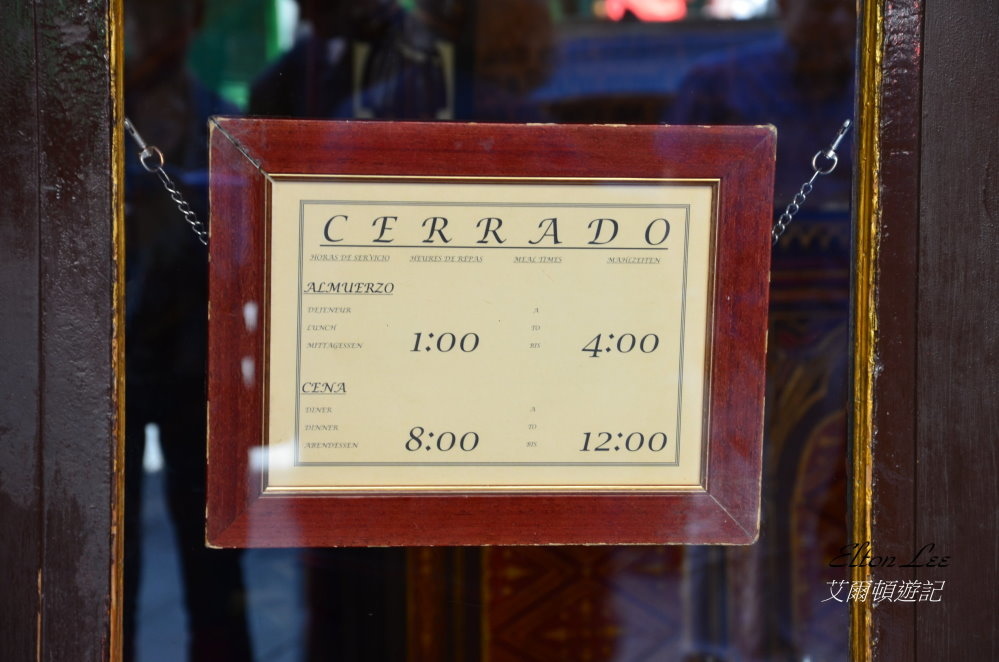 CERRADO
HORAS DE SERVICIO HEURES DE REPAS MEAL TIMES MAHLZEITEN
ALMUERZO
DEJEUNEUR A
LUNCH TO
MITTAGESSEN 1:00 BIS 4:00
CENA
DINER A
DINNER TO
ABENDESSEN 8:00 BIS 12:00
Elton Lee
艾爾頓遊記